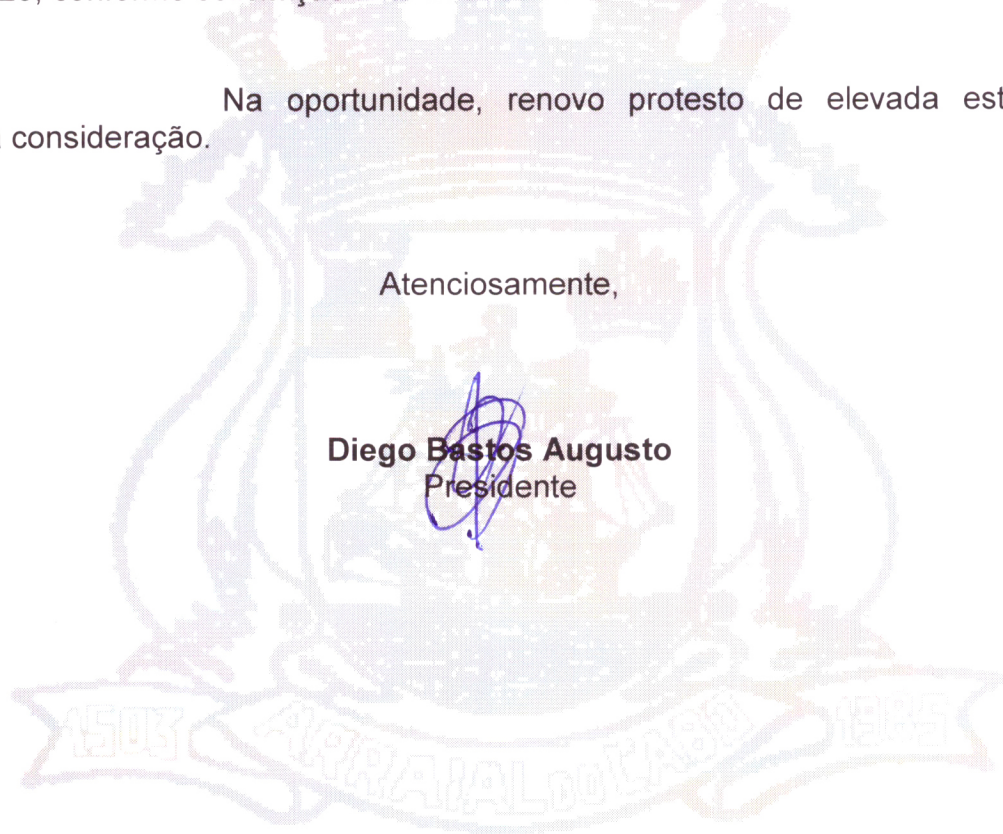 Na oportunidade, renovo protesto de elevada est
consideração.
Atenciosamente,
Diego Bastos Augusto
Presidente
1503 ARRAIAL DO CABO 1985